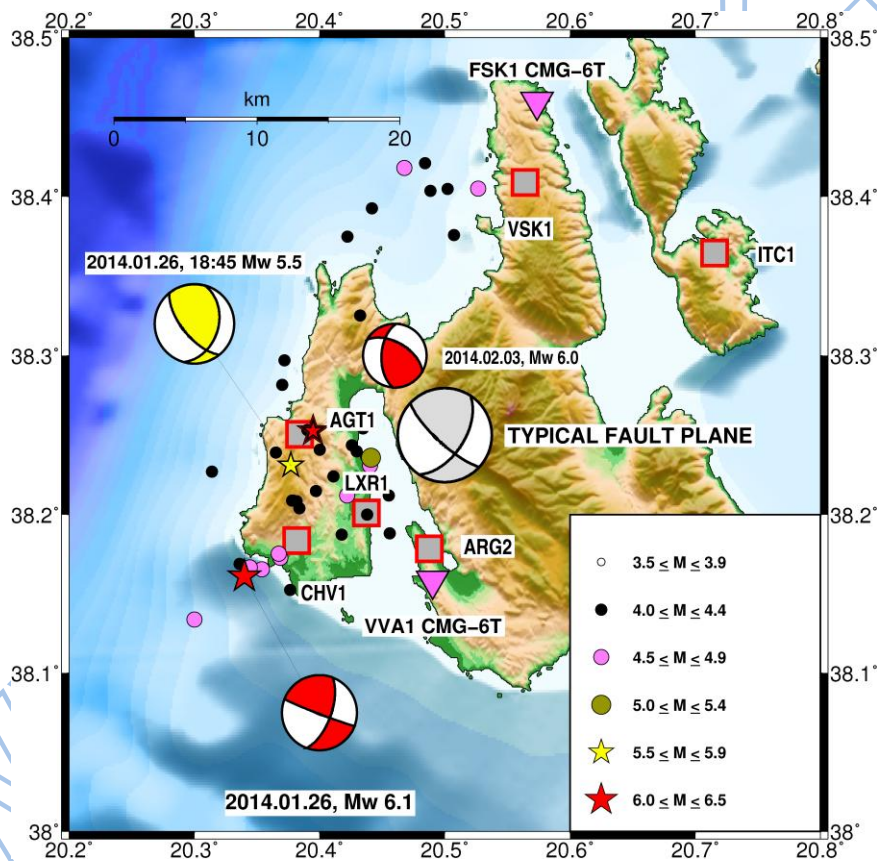 20.2° 20.3° 20.4° 20.5° 20.6° 20.7° 20.8°
38.5° 38.5°
FSK1 CMG-6T
km
0 10 20
38.4° 38.4°
VSK1
ITC1
2014.01.26, 18:45 Mw 5.5
38.3° 38.3°
2014.02.03, Mw 6.0
AGT1
TYPICAL FAULT PLANE
LXR1
38.2° 38.2°
ARG2
3.5 ≤ M ≤ 3.9
CHV1
4.0 ≤ M ≤ 4.4
VVA1 CMG-6T
4.5 ≤ M ≤ 4.9
38.1° 38.1°
5.0 ≤ M ≤ 5.4
5.5 ≤ M ≤ 5.9
2014.01.26, Mw 6.1
6.0 ≤ M ≤ 6.5
38° 38°
20.2° 20.3° 20.4° 20.5° 20.6° 20.7° 20.8°